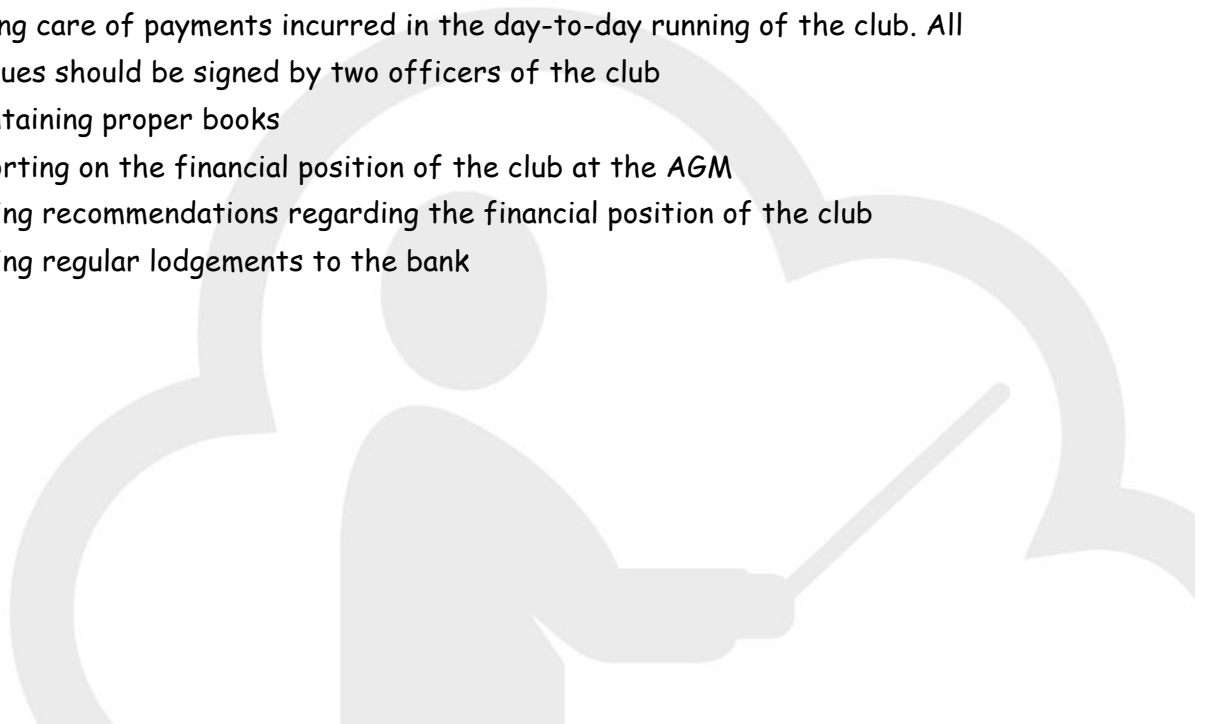 ng care of payments incurred in the day-to-day running of the club. All
ues should be signed by two officers of the club
taining proper books
rting on the financial position of the club at the AGM
ing recommendations regarding the financial position of the club
ing regular lodgements to the bank